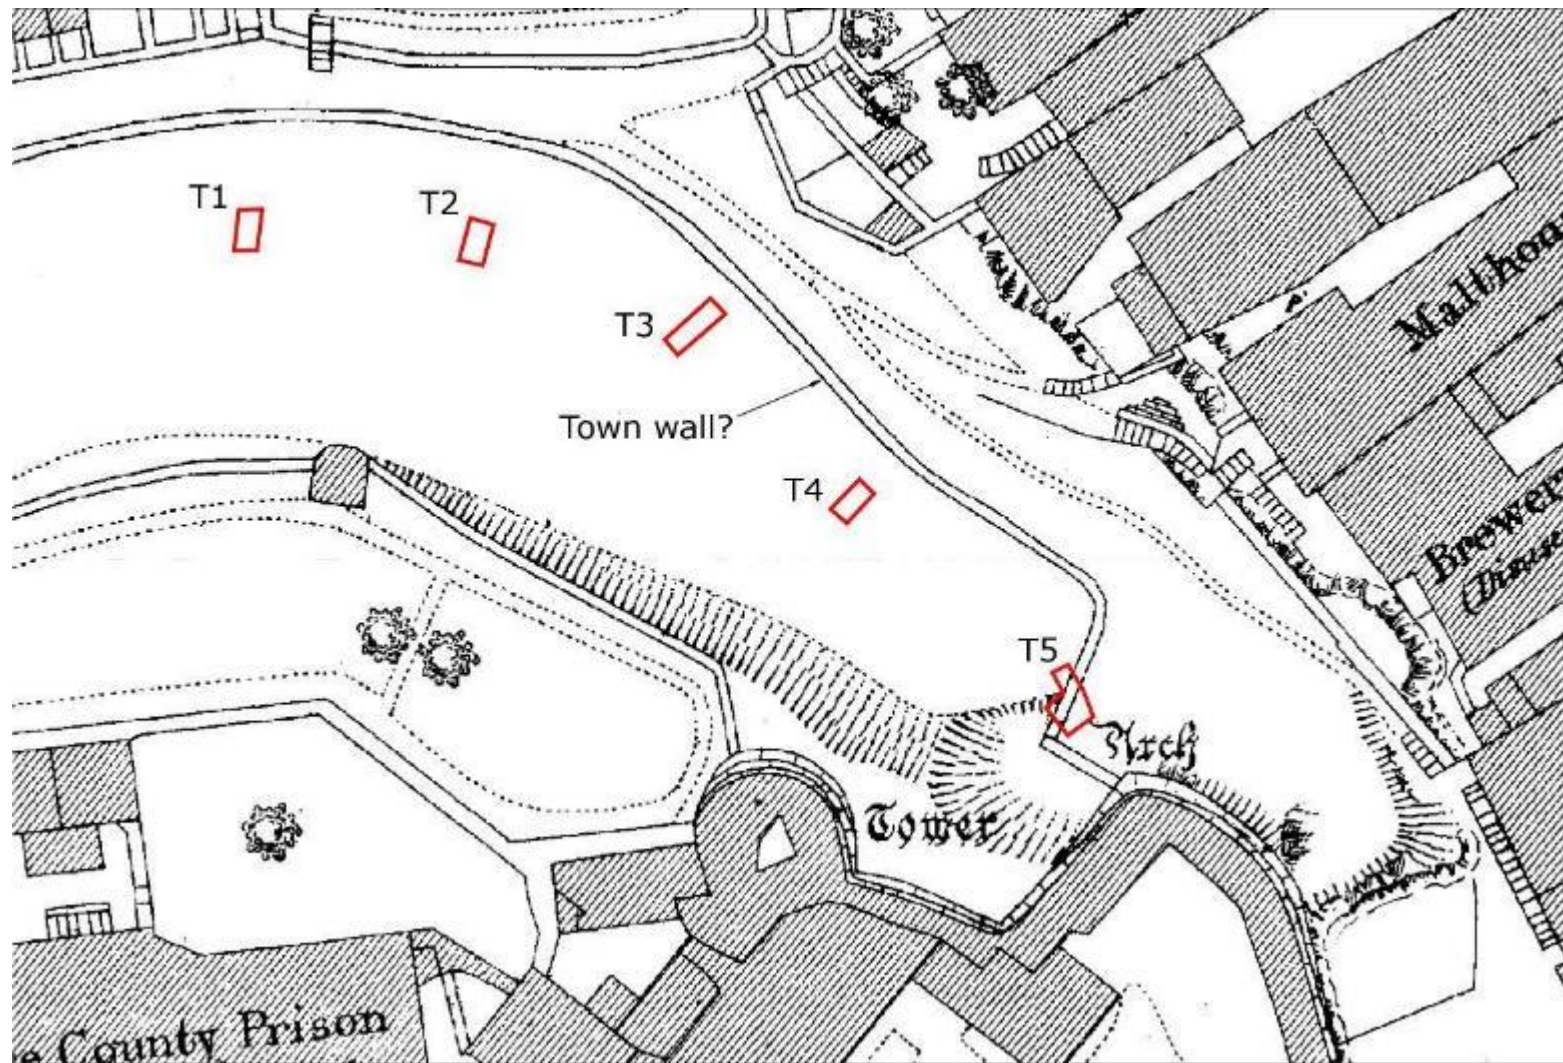 T1
T2
T3
Town wall?
T4
T5
Arch
Tower
Malthou
Brewer
County Prison